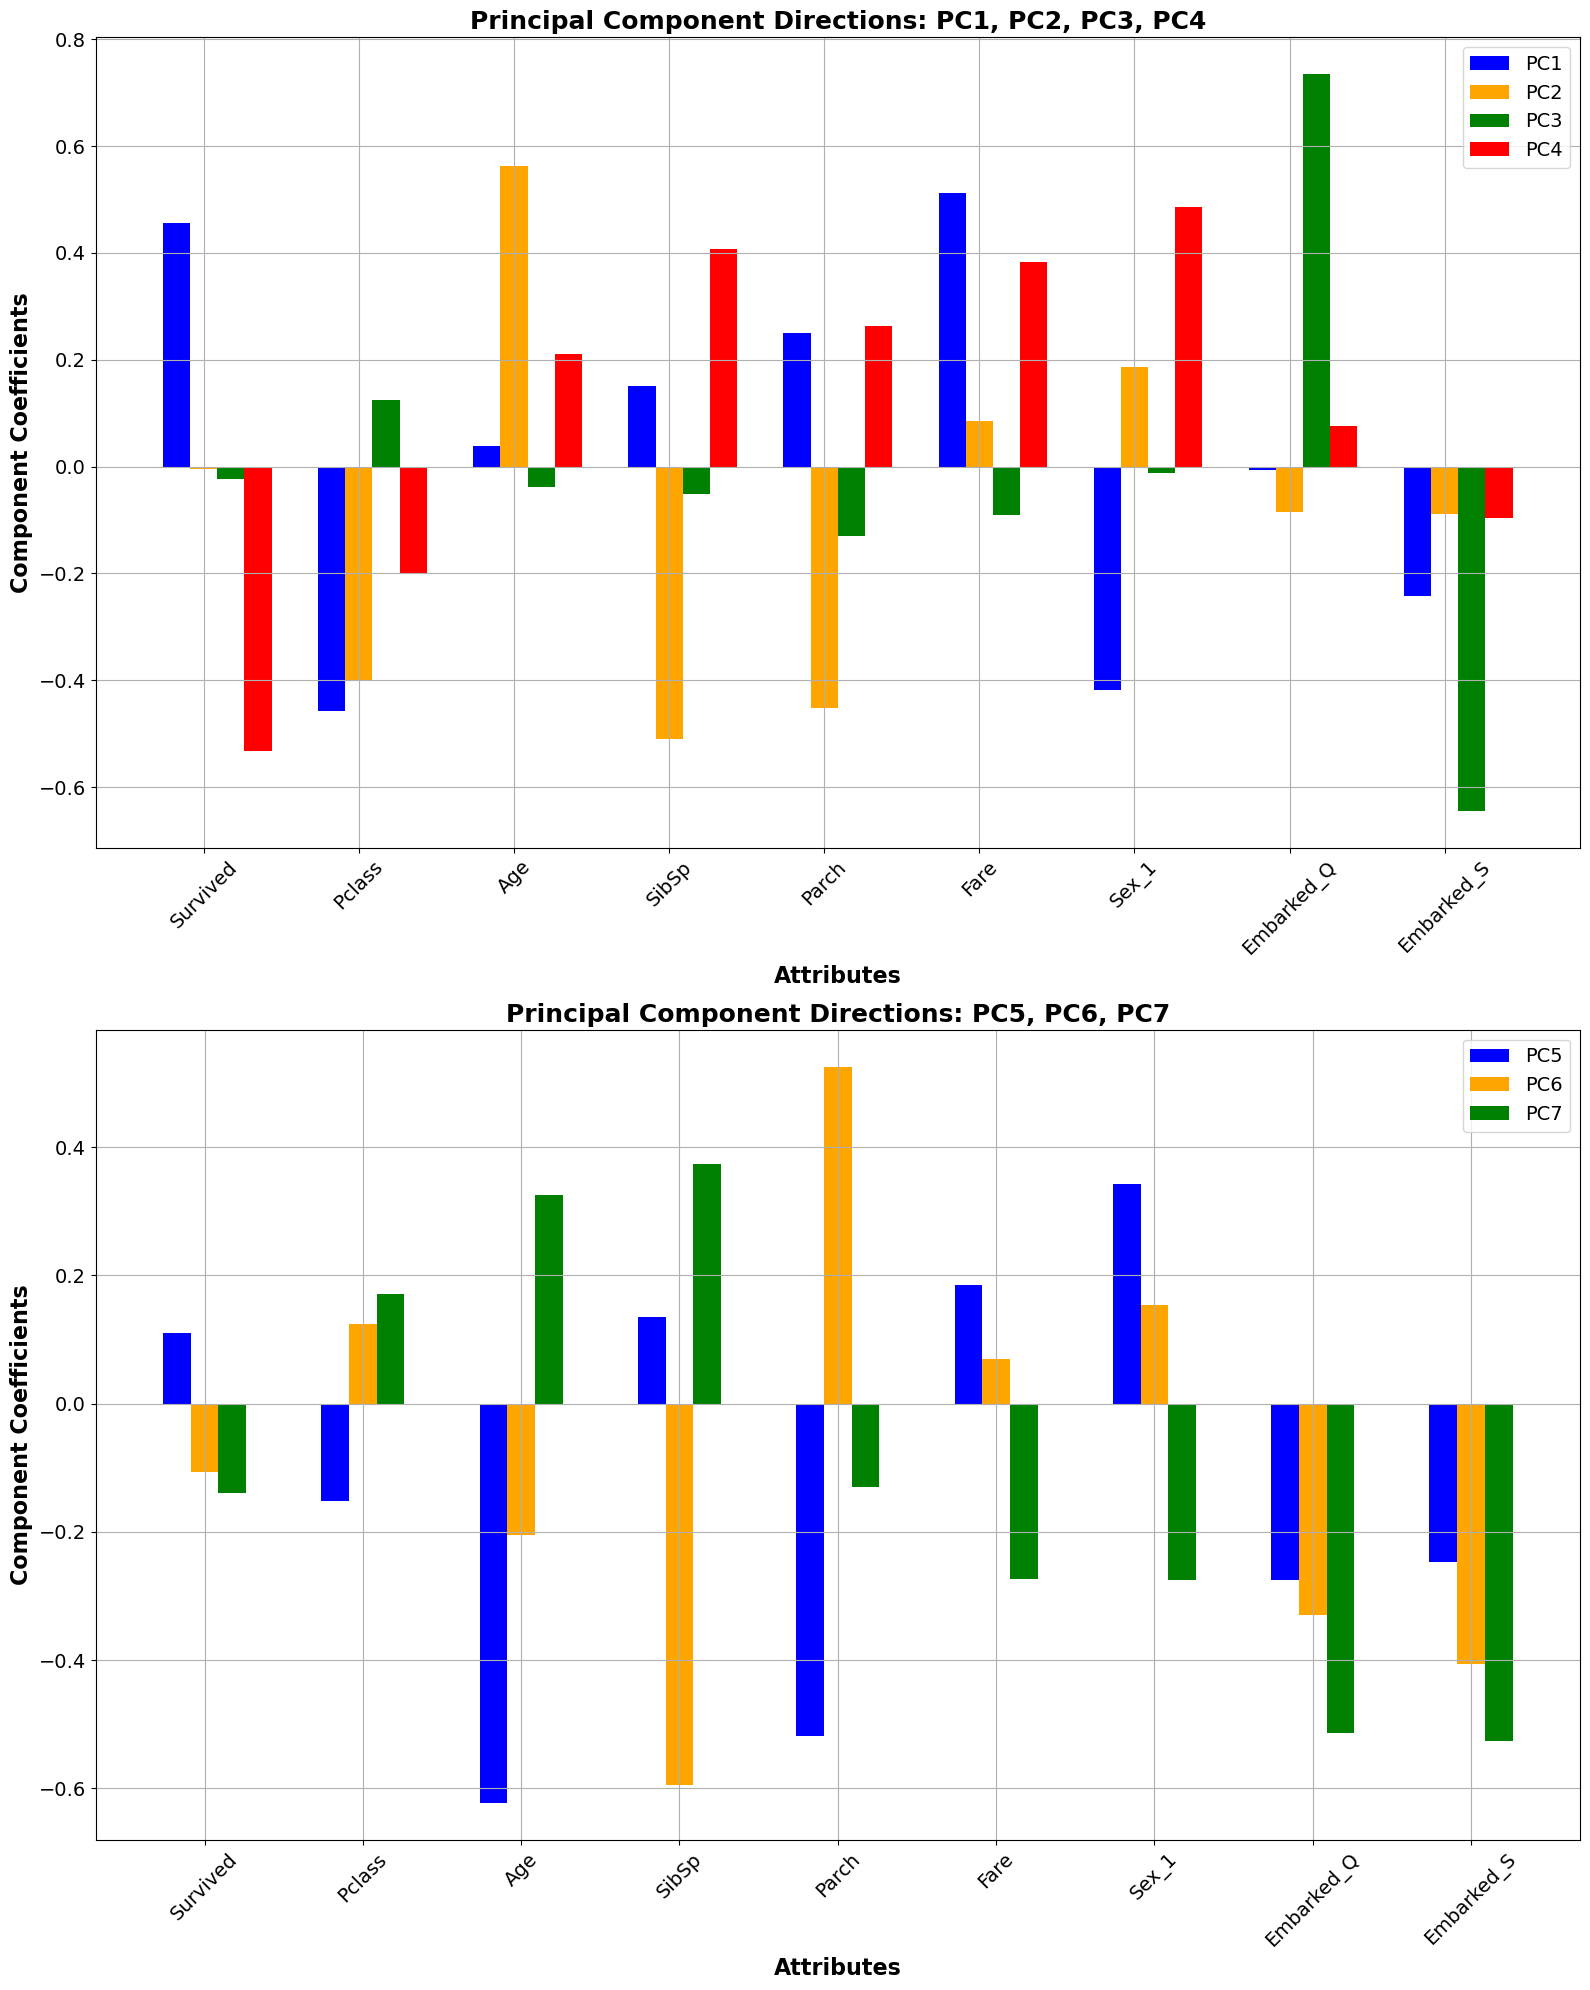 Principal Component Directions: PC1, PC2, PC3, PC4
PC1
PC2
PC3
PC4
Component Coefficients
0.8
0.6
0.4
0.2
0.0
−0.2
−0.4
−0.6
Survived
Pclass
Age
SibSp
Parch
Fare
Sex_1
Embarked_Q
Embarked_S
Attributes
Principal Component Directions: PC5, PC6, PC7
PC5
PC6
PC7
Component Coefficients
0.4
0.2
0.0
−0.2
−0.4
−0.6
Survived
Pclass
Age
SibSp
Parch
Fare
Sex_1
Embarked_Q
Embarked_S
Attributes